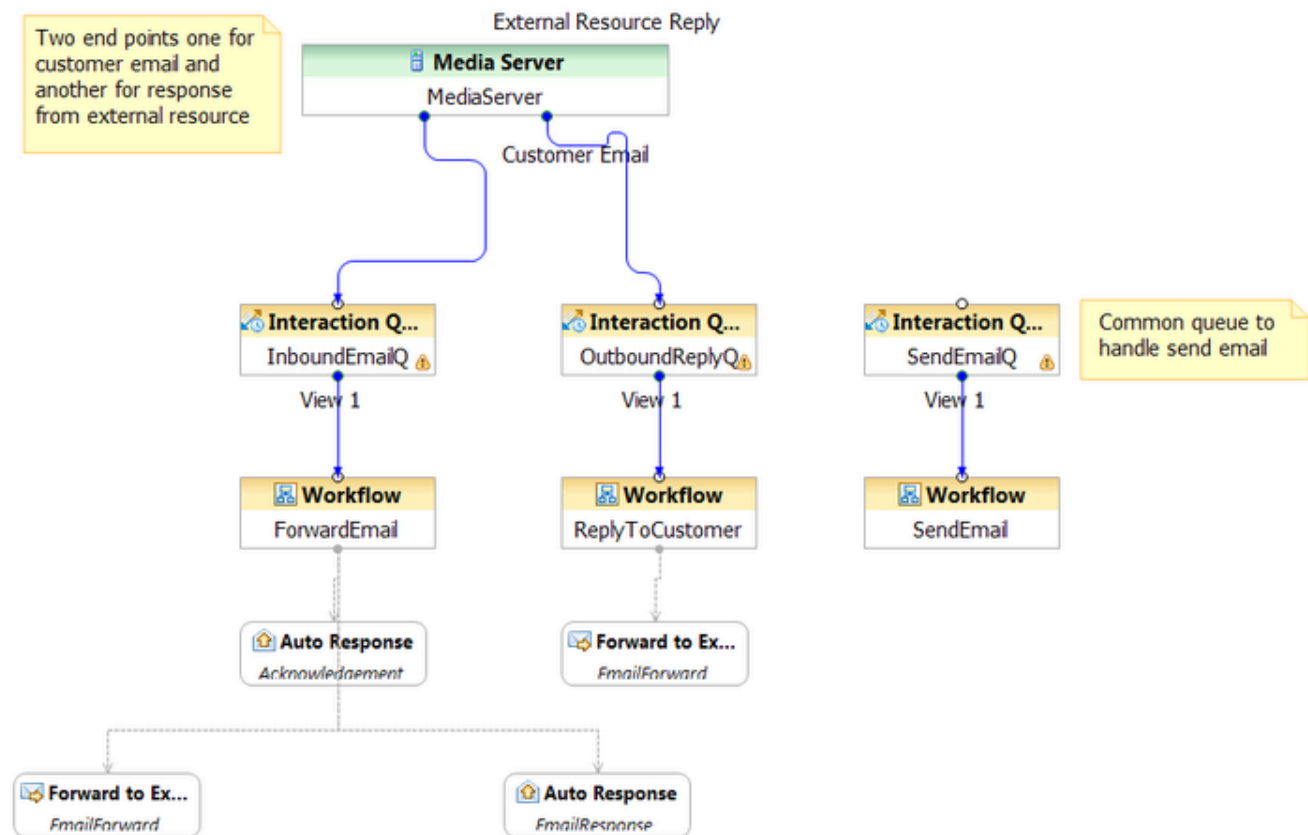 External Resource Reply
Two end points one for
customer email and
another for response
from external resource
Media Server
MediaServer
Customer Email
Interaction Q...
InboundEmailQ
View 1
Interaction Q...
OutboundReplyQ
View 1
Interaction Q...
SendEmailQ
View 1
Common queue to
handle send email
Workflow
ForwardEmail
Workflow
ReplyToCustomer
Workflow
SendEmail
Auto Response
Acknowledgement
Forward to Ex...
EmailForward
Forward to Ex...
EmailForward
Auto Response
EmailResponse